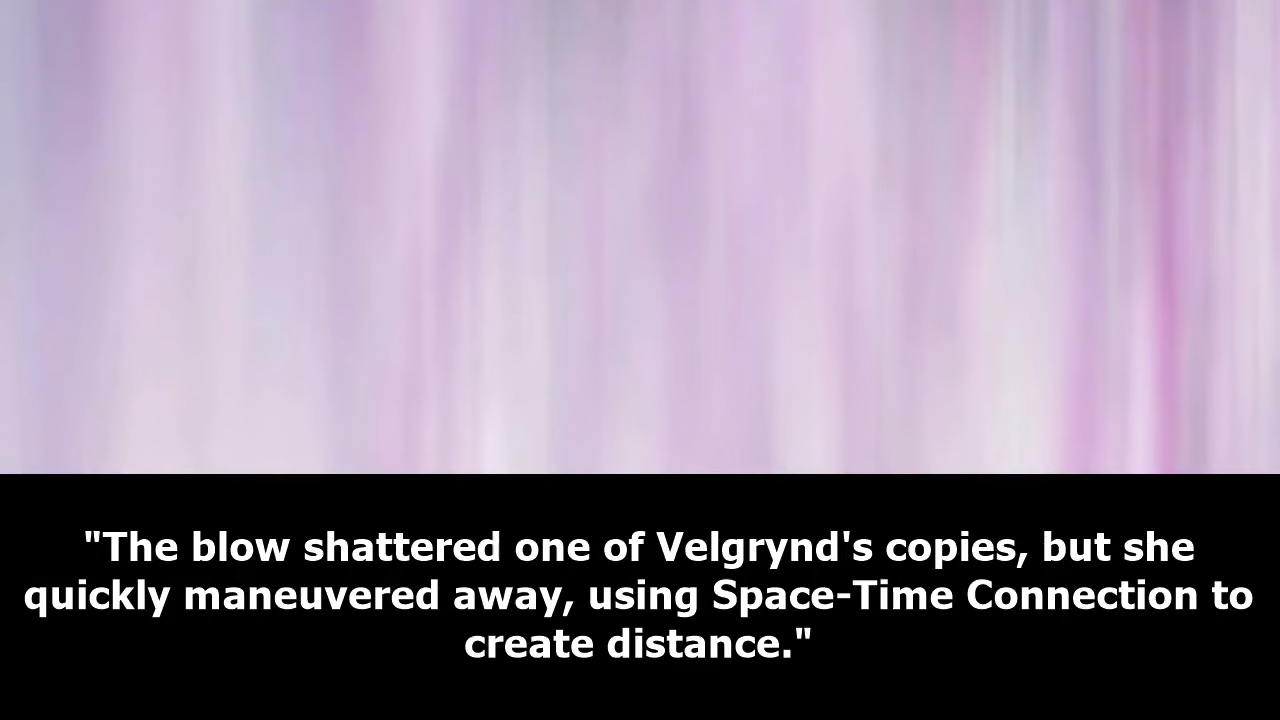 "The blow shattered one of Velgrynd's copies, but she
quickly maneuvered away, using Space-Time Connection to
create distance."